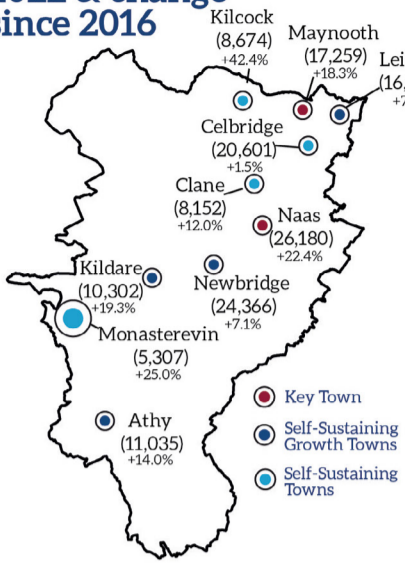 since 2016
Kilcock
(8,674)
+42.4%
Maynooth
(17,259)
+18.3%
Celbridge
(20,601)
+1.5%
Clane
(8,152)
+12.0%
Naas
(26,180)
+22.4%
Kildare
(10,302)
+19.3%
Newbridge
(24,366)
+7.1%
Monasterevin
(5,307)
+25.0%
Athy
(11,035)
+14.0%
Key Town
Self-Sustaining
Growth Towns
Self-Sustaining
Towns